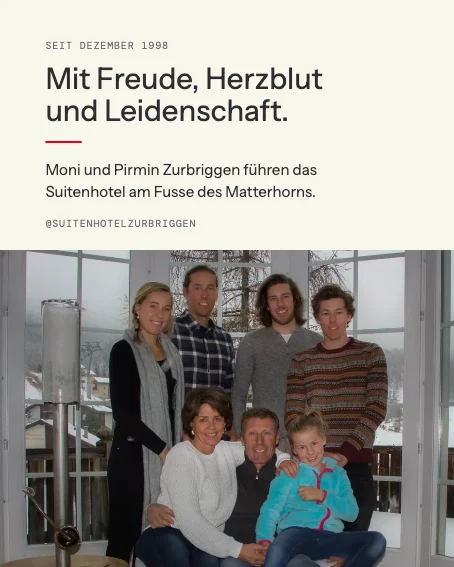 SEIT DEZEMBER 1998
Mit Freude, Herzblut
und Leidenschaft.
Moni und Pirmin Zurbriggen führen das
Suitenhotel am Fusse des Matterhorns.
@SUITENHOTELZURBRIGGEN